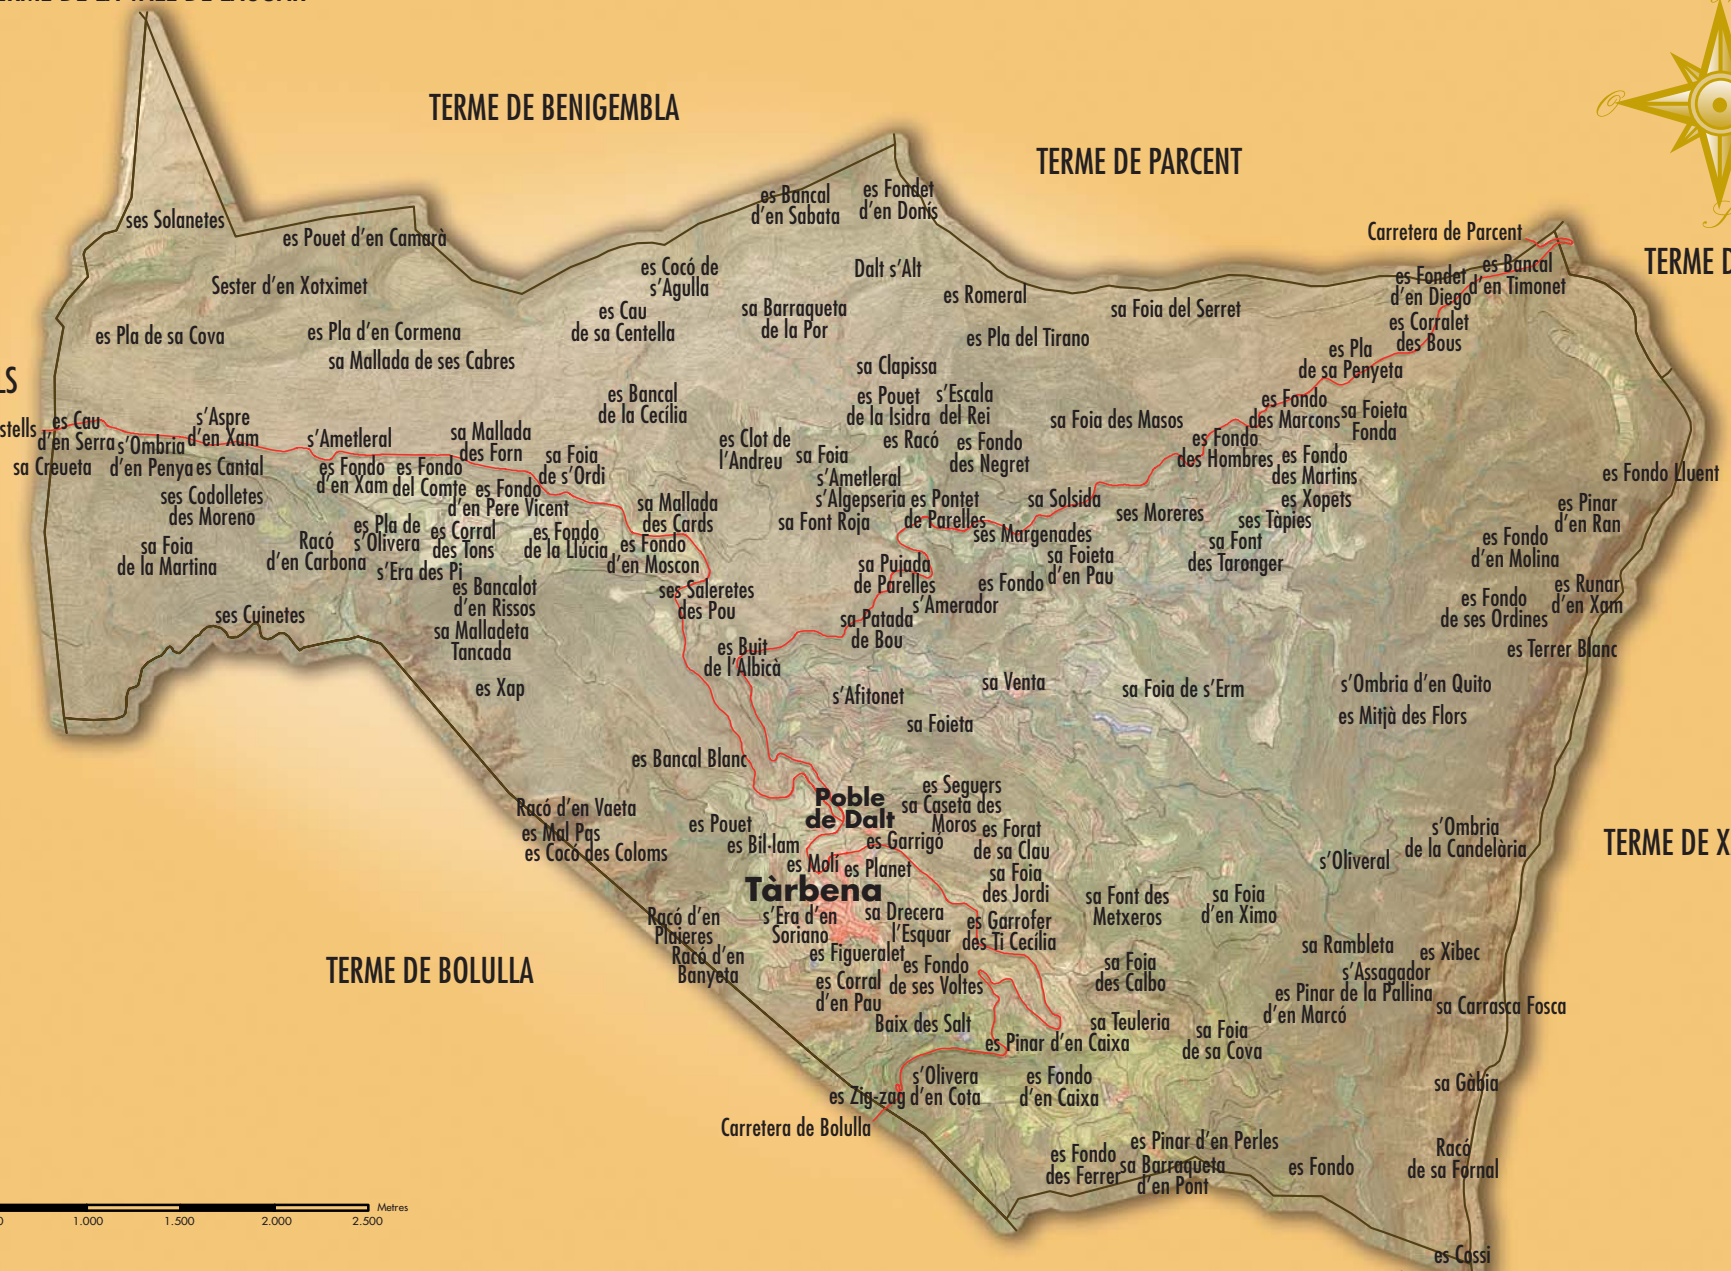 TERME DE BENIGEMBLA
TERME DE PARCENT
O
es Bancal
d'en Sabata
es Fondet
d'en Donís
ses Solanetes
es Pouet d'en Camarà
Carretera de Parcent
TERME D
Sester d'en Xotximet
es Cocó de
s'Agulla
Dalt s'Alt
es Fondet
d'en Diego
es Bancal
d'en Timonet
es Romeral
sa Foia del Serret
es Cau
de sa Centella
sa Barraqueta
de la Por
es Corralet
des Bous
es Pla de sa Cova
es Pla d'en Cormena
es Pla del Tirano
sa Mallada de ses Cabres
es Pla
de sa Penyeta
sa Clapissa
LS
es Bancal
de la Cecília
es Pouet
de la Isidra
s'Escala
del Rei
es Fondo
des Marcons
sa Foieta
Fonda
sa Foia des Masos
stells
es Cau
d'en Serra
s'Aspre
d'en Xam
s'Ombria
d'en Penya
s'Ametleral
sa Mallada
des Forn
es Clot de
l'Andreu
es Racó
es Fondo
des Negret
es Fondo
des Hombres
sa Creueta
es Cantal
es Fondo
d'en Xam
es Fondo
del Comte
sa Foia
de s'Ordi
sa Foia
s'Ametleral
es Fondo
des Martins
es Fondo Lluent
ses Codolletes
des Moreno
es Fondo
d'en Pere Vicent
sa Mallada
des Cards
s'Algepseria
es Pontet
de Parelles
sa Solsida
es Xopets
es Pinar
d'en Ran
sa Font Roja
ses Moreres
ses Tàpies
es Pla de
s'Olivera
es Corral
des Tons
es Fondo
de la Llúcia
es Fondo
d'en Moscon
ses Margenades
sa Foia
de la Martina
Racó
d'en Carbona
sa Font
des Taronger
es Fondo
d'en Molina
s'Era des Pi
sa Pujada
de Parelles
es Fondo
sa Foieta
d'en Pau
es Bancalot
d'en Rissos
ses Saleretes
des Pou
s'Amerador
es Fondo
de ses Ordines
es Runar
d'en Xam
ses Cuinetes
sa Malladeta
Tancada
sa Patada
de Bou
es Buit
de l'Albicà
es Terrer Blanc
es Xap
s'Afitonet
sa Venta
sa Foia de s'Erm
s'Ombria d'en Quito
sa Foieta
es Mitjà des Flors
es Bancal Blanc
es Seguers
Poble
de Dalt
sa Caseta des
Moros
Racó d'en Vaeta
es Pouet
es Forat
de sa Clau
es Mal Pas
es Bil-lam
es Garrigó
s'Ombria
de la Candelària
TERME DE X
es Cocó des Coloms
es Molí
es Planet
s'Oliveral
sa Foia
des Jordi
Tàrbena
sa Font des
Metxeros
sa Foia
d'en Ximo
Racó d'en
Plaieres
s'Era d'en
Soriano
sa Drecera
l'Esquar
es Garrofer
des Ti Cecília
sa Rambleta
es Xibec
Racó d'en
Banyeta
es Figueralet
es Fondo
de ses Voltes
TERME DE BOLULLA
sa Foia
des Calbo
s'Assagador
de la Pallina
es Corral
d'en Pau
es Pinar
d'en Marcó
sa Carrasca Fosca
Baix des Salt
sa Teuleria
sa Foia
de sa Cova
es Pinar d'en Caixa
s'Olivera
d'en Cota
es Fondo
d'en Caixa
sa Gàbia
es Zig-zag
Carretera de Bolulla
es Pinar d'en Perles
es Fondo
des Ferrer
sa Barraqueta
d'en Pont
es Fondo
Racó
de sa Fornal
Metres
0
1.000
1.500
2.000
2.500
es Cossi